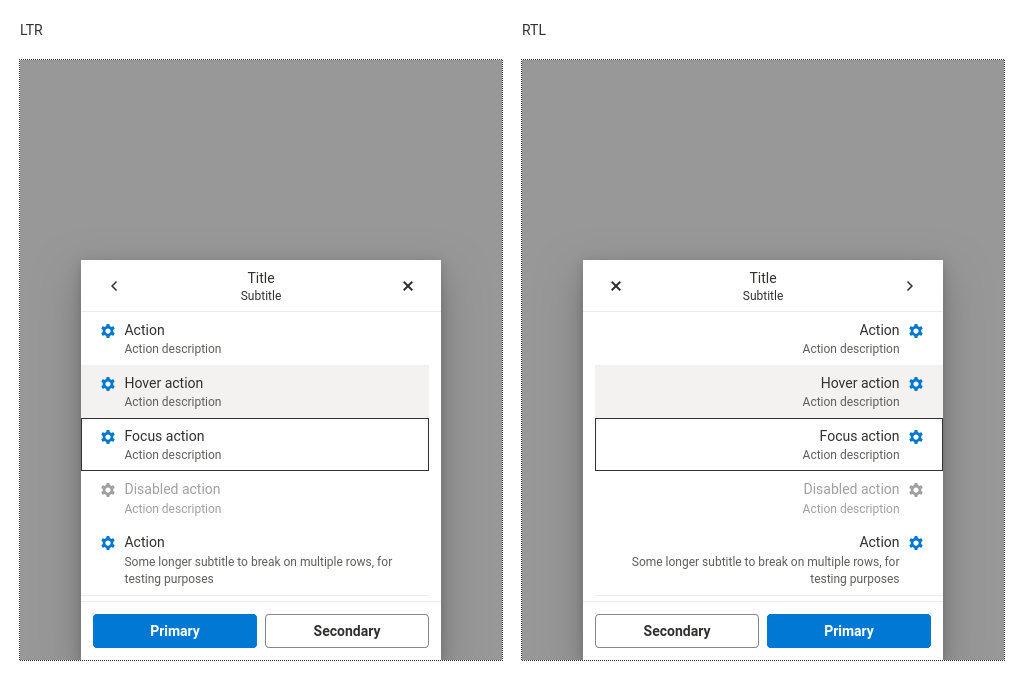 LTR
Title
Subtitle
Action
Action description
Hover action
Action description
Focus action
Action description
Disabled action
Action description
Action
Some longer subtitle to break on multiple rows, for
testing purposes
Primary
Secondary
RTL
Title
Subtitle
Action
Action description
Hover action
Action description
Focus action
Action description
Disabled action
Action description
Action
Some longer subtitle to break on multiple rows, for
testing purposes
Secondary
Primary